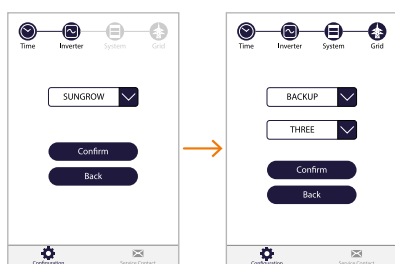 Time Inverter System Grid
SUNGROW
Confirm
Back
Configuration Service Contact
Time Inverter System Grid
BACKUP
THREE
Confirm
Back
Configuration Service Contact